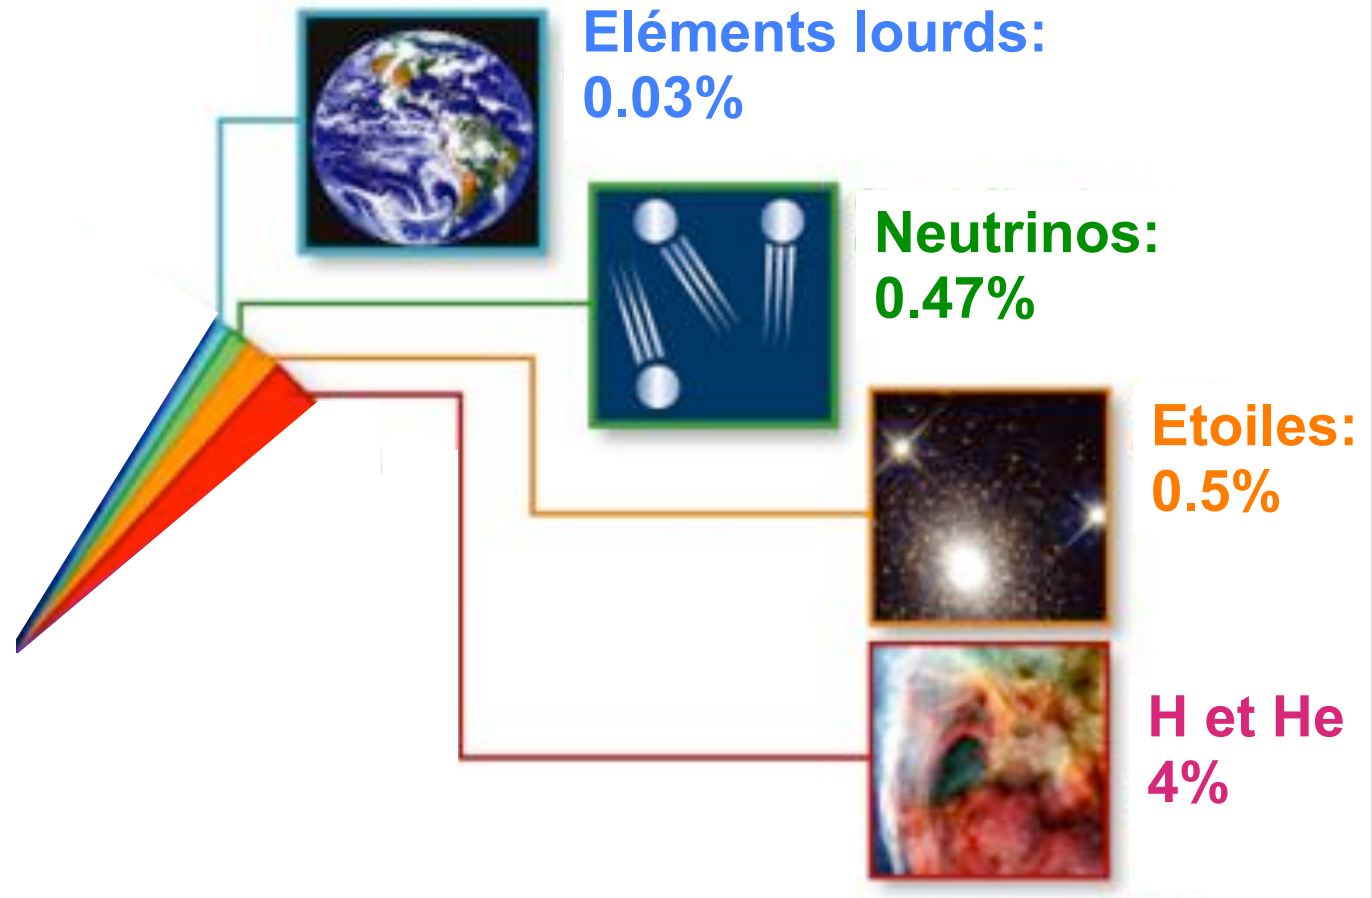 Eléments lourds:
0.03%
Neutrinos:
0.47%
Etoiles:
0.5%
H et He
4%